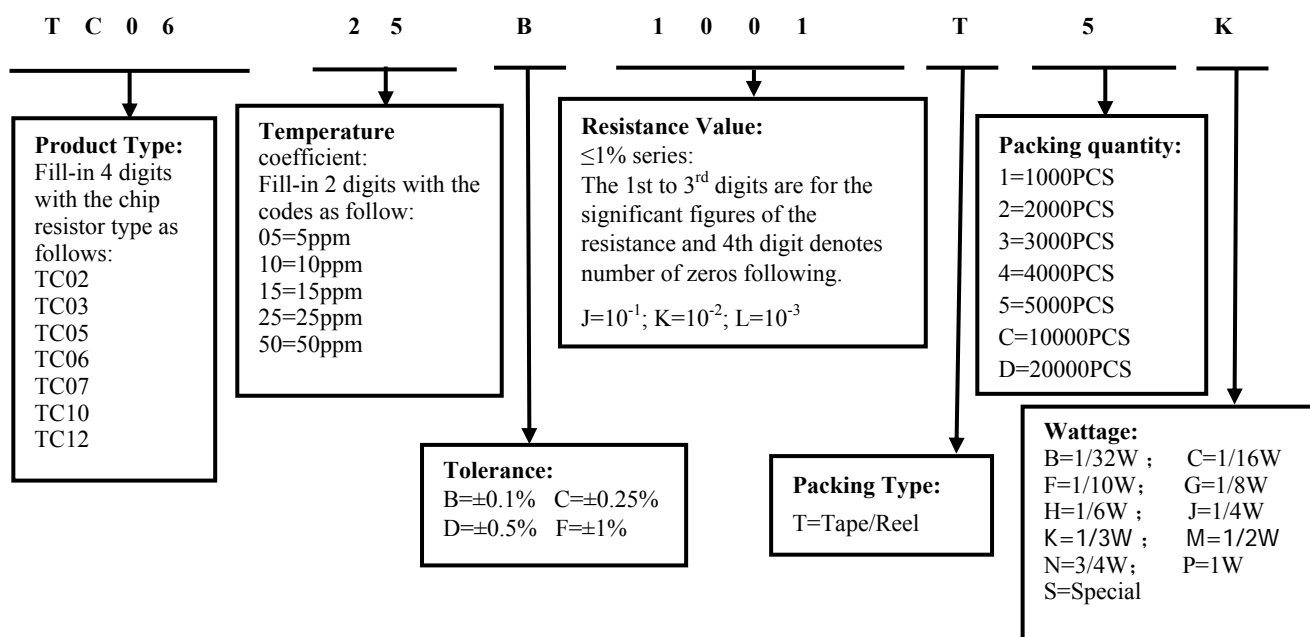 T C 0 6 2 5 B 1 0 0 1 T 5 K
Product Type:
Fill-in 4 digits
with the chip
resistor type as
follows:
TC02
TC03
TC05
TC06
TC07
TC10
TC12
Temperature
coefficient:
Fill-in 2 digits with the
codes as follow:
05=5ppm
10=10ppm
15=15ppm
25=25ppm
50=50ppm
Tolerance:
B=±0.1% C=±0.25%
D=±0.5% F=±1%
Resistance Value:
≤1% series:
The 1st to 3rd digits are for the
significant figures of the
resistance and 4th digit denotes
number of zeros following.
J=10-1; K=10-2; L=10-3
Packing Type:
T=Tape/Reel
Packing quantity:
1=1000PCS
2=2000PCS
3=3000PCS
4=4000PCS
5=5000PCS
C=10000PCS
D=20000PCS
Wattage:
B=1/32W； C=1/16W
F=1/10W； G=1/8W
H=1/6W； J=1/4W
K=1/3W； M=1/2W
N=3/4W； P=1W
S=Special